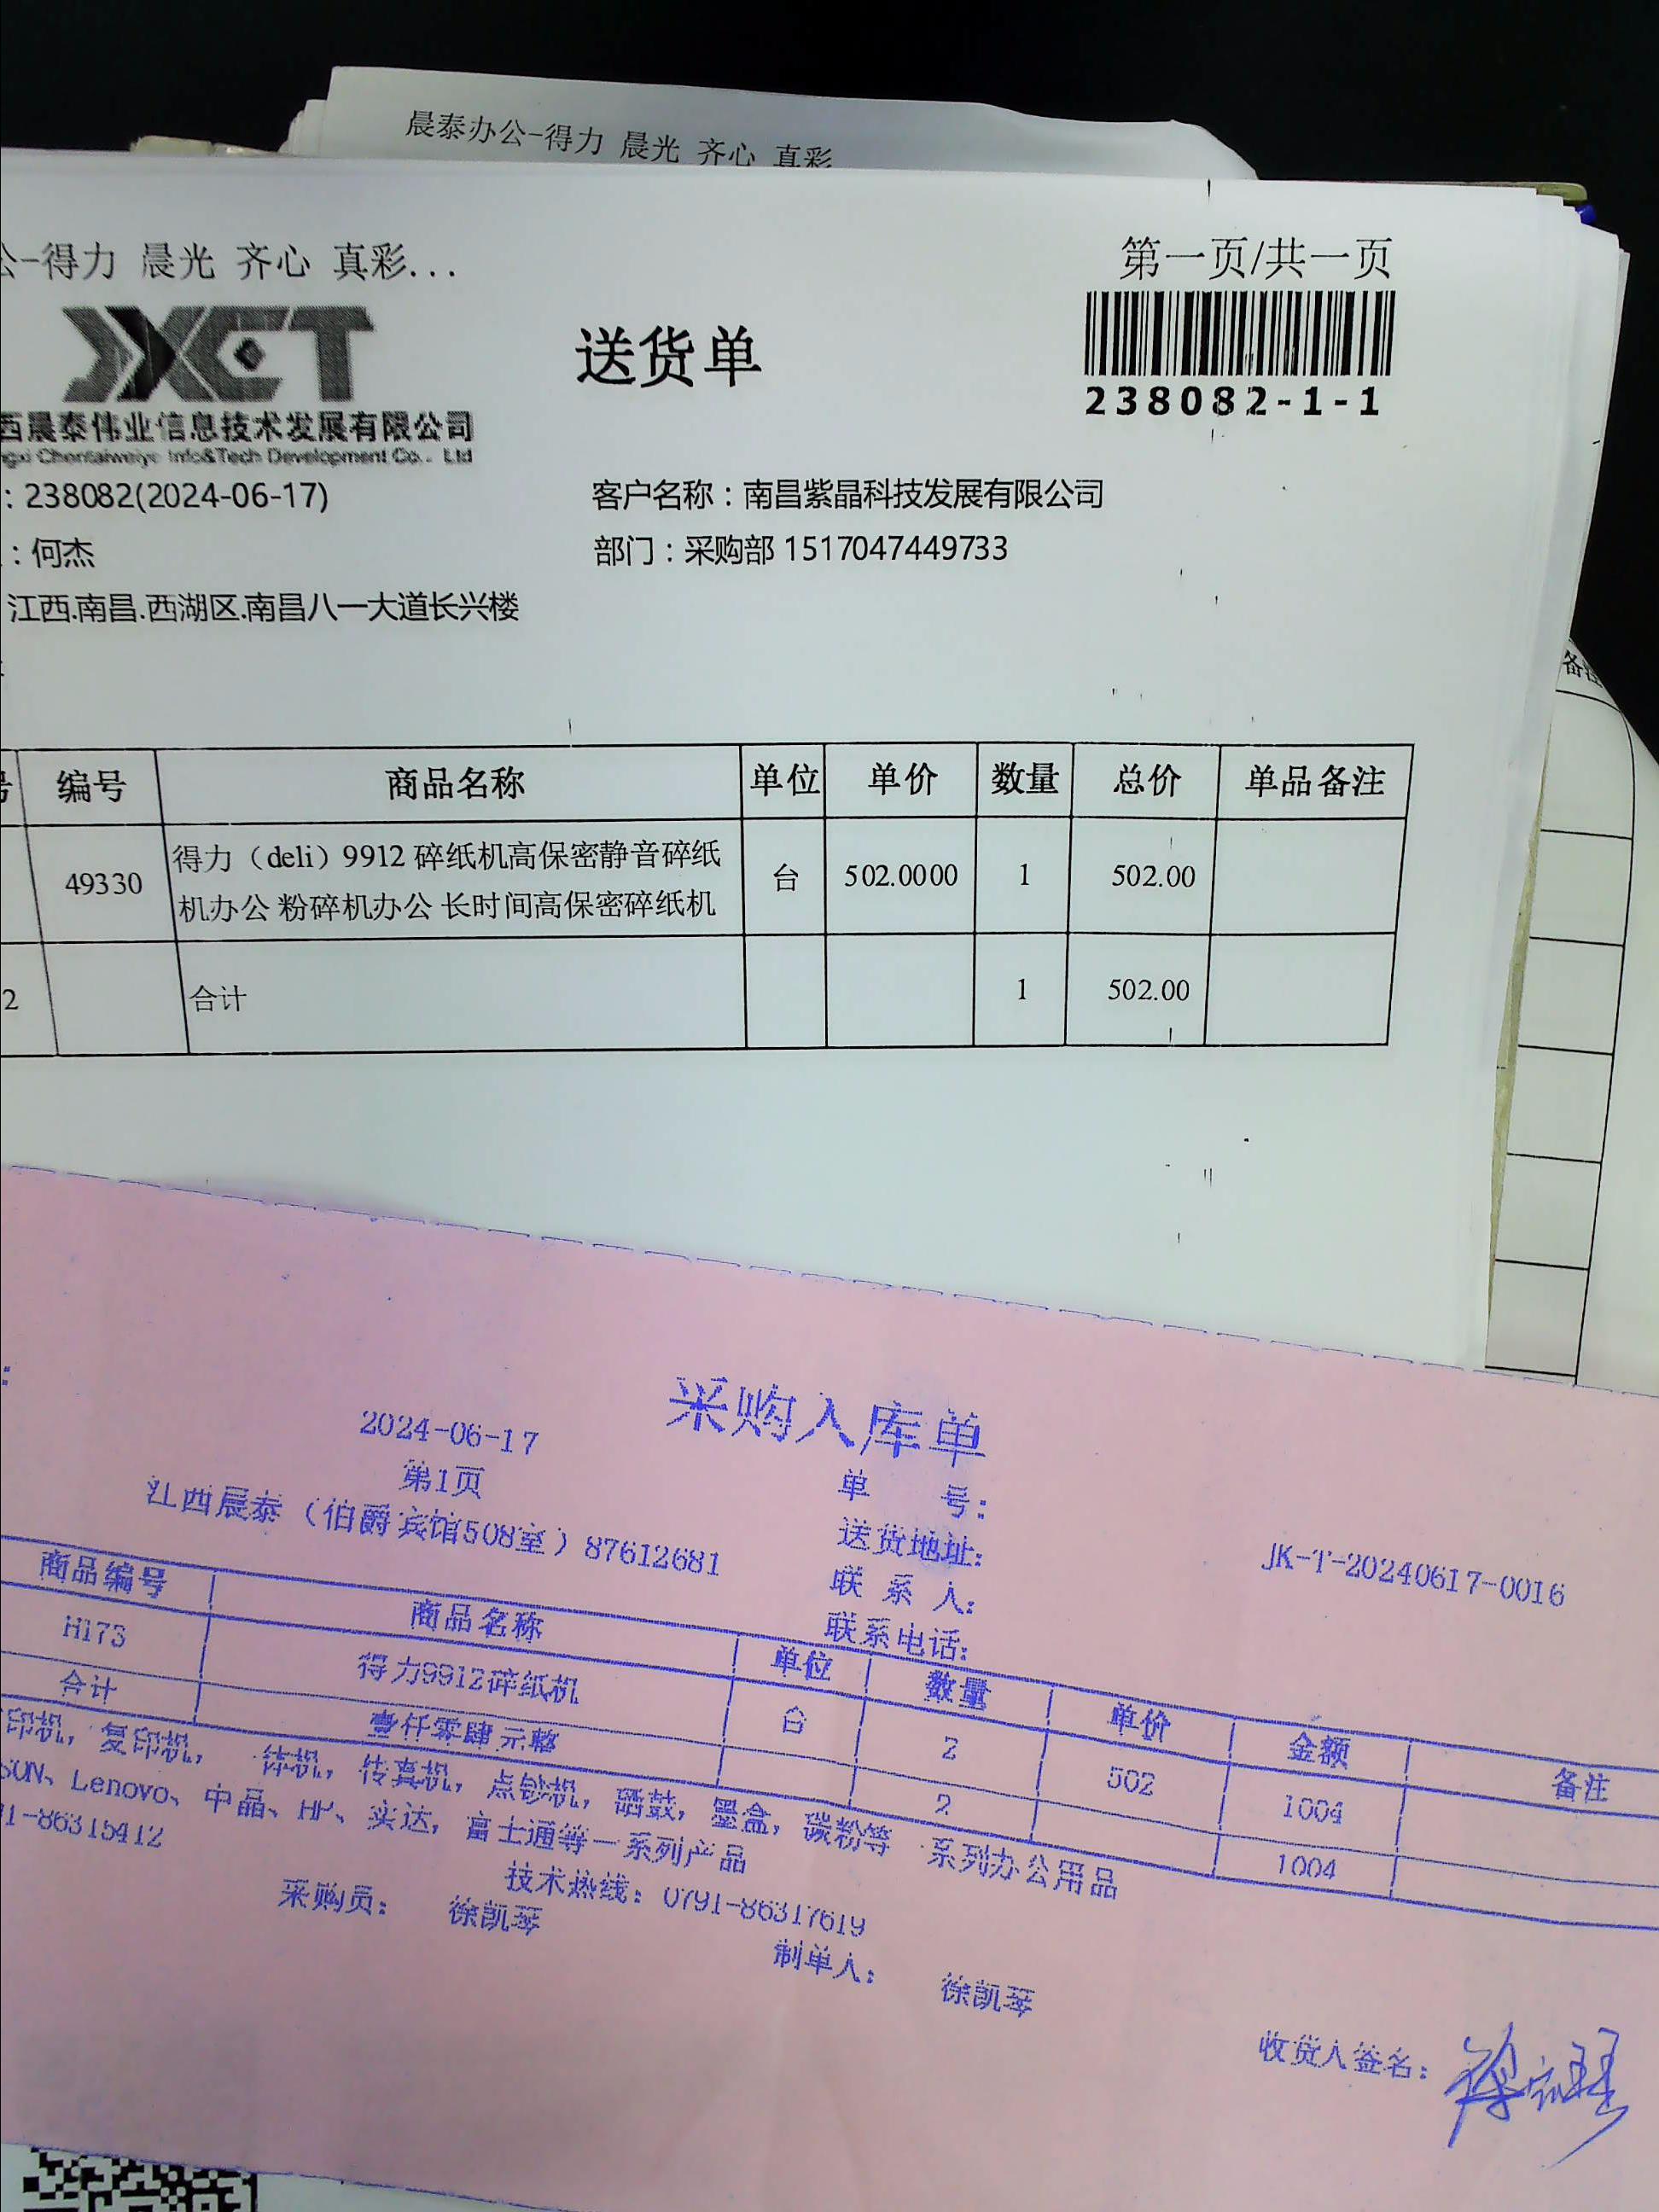 晨泰办公-得力 晨光 齐心 真彩
公-得力 晨光 齐心 真彩...
第一页/共一页
JXCT
送货单
238082-1-1
西晨泰伟业信息技术发展有限公司
ngxi Chentaiweiye Info&Tech Development Co., Ltd
: 238082(2024-06-17)
客户名称：南昌紫晶科技发展有限公司
: 何杰
部门：采购部 1517047449733
江西.南昌.西湖区.南昌八一大道长兴楼
备注
号 编号 商品名称 单位 单价 数量 总价 单品备注
49330 得力（deli）9912 碎纸机高保密静音碎纸 台 502.0000 1 502.00
机办公 粉碎机办公 长时间高保密碎纸机
2 合计 1 502.00
采购入库单
2024-06-17
第1页
单 号: JK-T-20240617-0016
江西晨泰（伯爵宾馆508室）87612681
送货地址:
联 系 人:
联系电话:
商品编号 商品名称 单位 数量 单价 金额 备注
H173 得力9912碎纸机 台 2 502 1004
合计 壹仟零肆元整 2 1004
印机, 复印机, 一体机, 传真机, 点钞机, 硒鼓, 墨盒, 碳粉等一系列办公用品
SON、Lenovo、中晶、HP、实达, 富士通等一系列产品
91-86315412 技术热线: 0791-86317619
采购员: 徐凯琴 制单人: 徐凯琴
收货人签名: